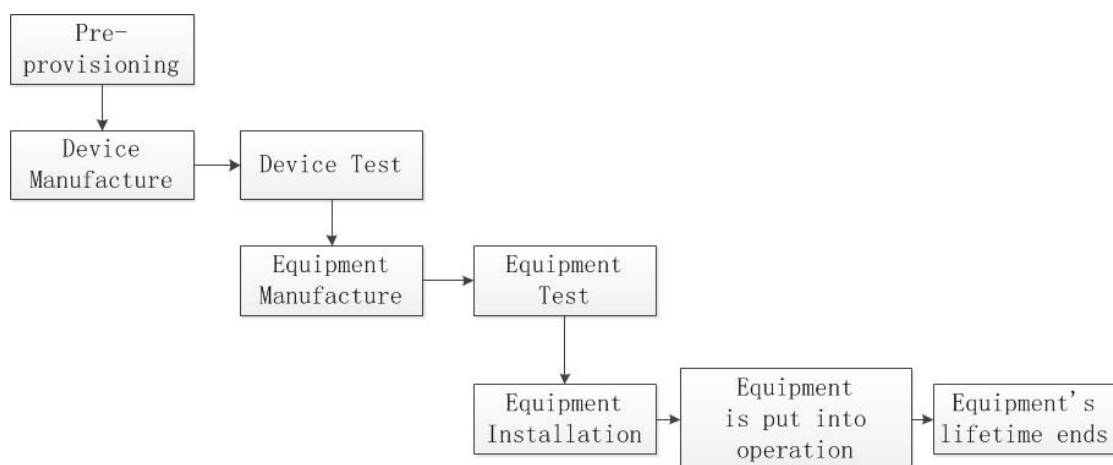 Pre-
provisioning
Device
Manufacture
Device Test
Equipment
Manufacture
Equipment
Test
Equipment
Installation
Equipment
is put into
operation
Equipment's
lifetime ends